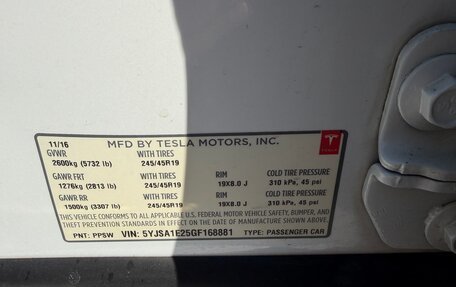 11/16 MFD BY TESLA MOTORS, INC.
GVWR WITH TIRES
2600kg (5732 lb) 245/45R19
GAWR FRT WITH TIRES RIM COLD TIRE PRESSURE
1276kg (2813 lb) 245/45R19 19X8.0 J 310 kPa, 45 psi
GAWR RR WITH TIRES RIM COLD TIRE PRESSURE
1500kg (3307 lb) 245/45R19 19X8.0 J 310 kPa, 45 psi
THIS VEHICLE CONFORMS TO ALL APPLICABLE U.S. FEDERAL MOTOR VEHICLE SAFETY, BUMPER, AND
THEFT PREVENTION STANDARDS IN EFFECT ON THE DATE OF MANUFACTURE SHOWN ABOVE.
PNT: PPSW VIN: 5YJSA1E25GF168881 TYPE: PASSENGER CAR
TESLA